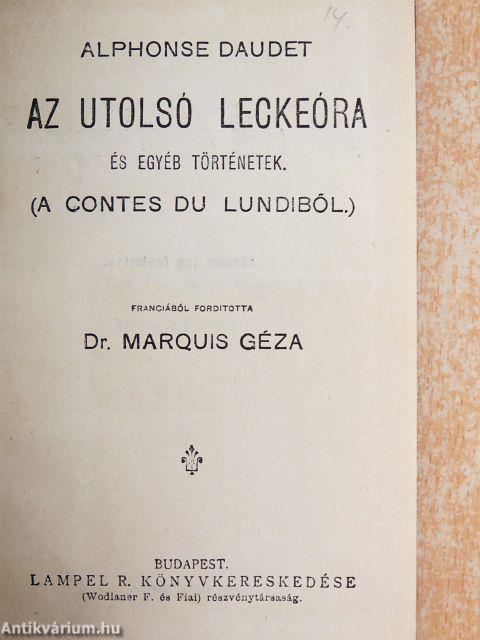 14.
ALPHONSE DAUDET
AZ UTOLSÓ LECKEÓRA
ÉS EGYÉB TÖRTÉNETEK.
(A CONTES DU LUNDIBŐL.)
FRANCIÁBÓL FORDITOTTA
Dr. MARQUIS GÉZA
BUDAPEST.
LAMPEL R. KÖNYVKERESKEDÉSE
(Wodianer F. és Fiai) részvénytársaság.
Antikvárium.hu